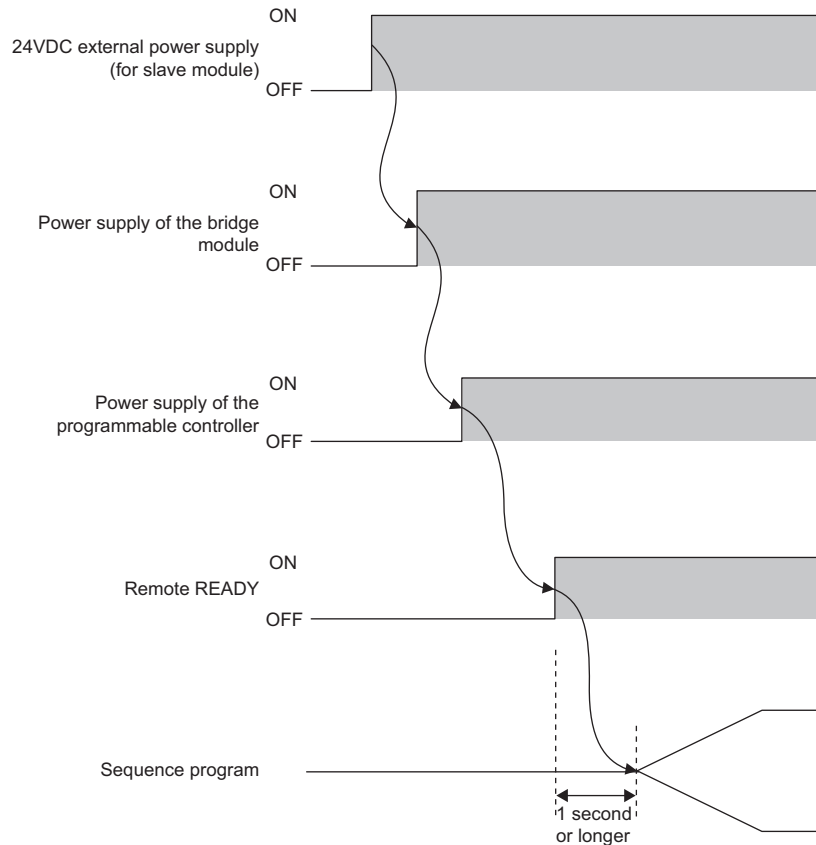 ON
24VDC external power supply
(for slave module)
OFF
ON
Power supply of the bridge
module
OFF
ON
Power supply of the
programmable controller
OFF
ON
Remote READY
OFF
Sequence program
1 second
or longer